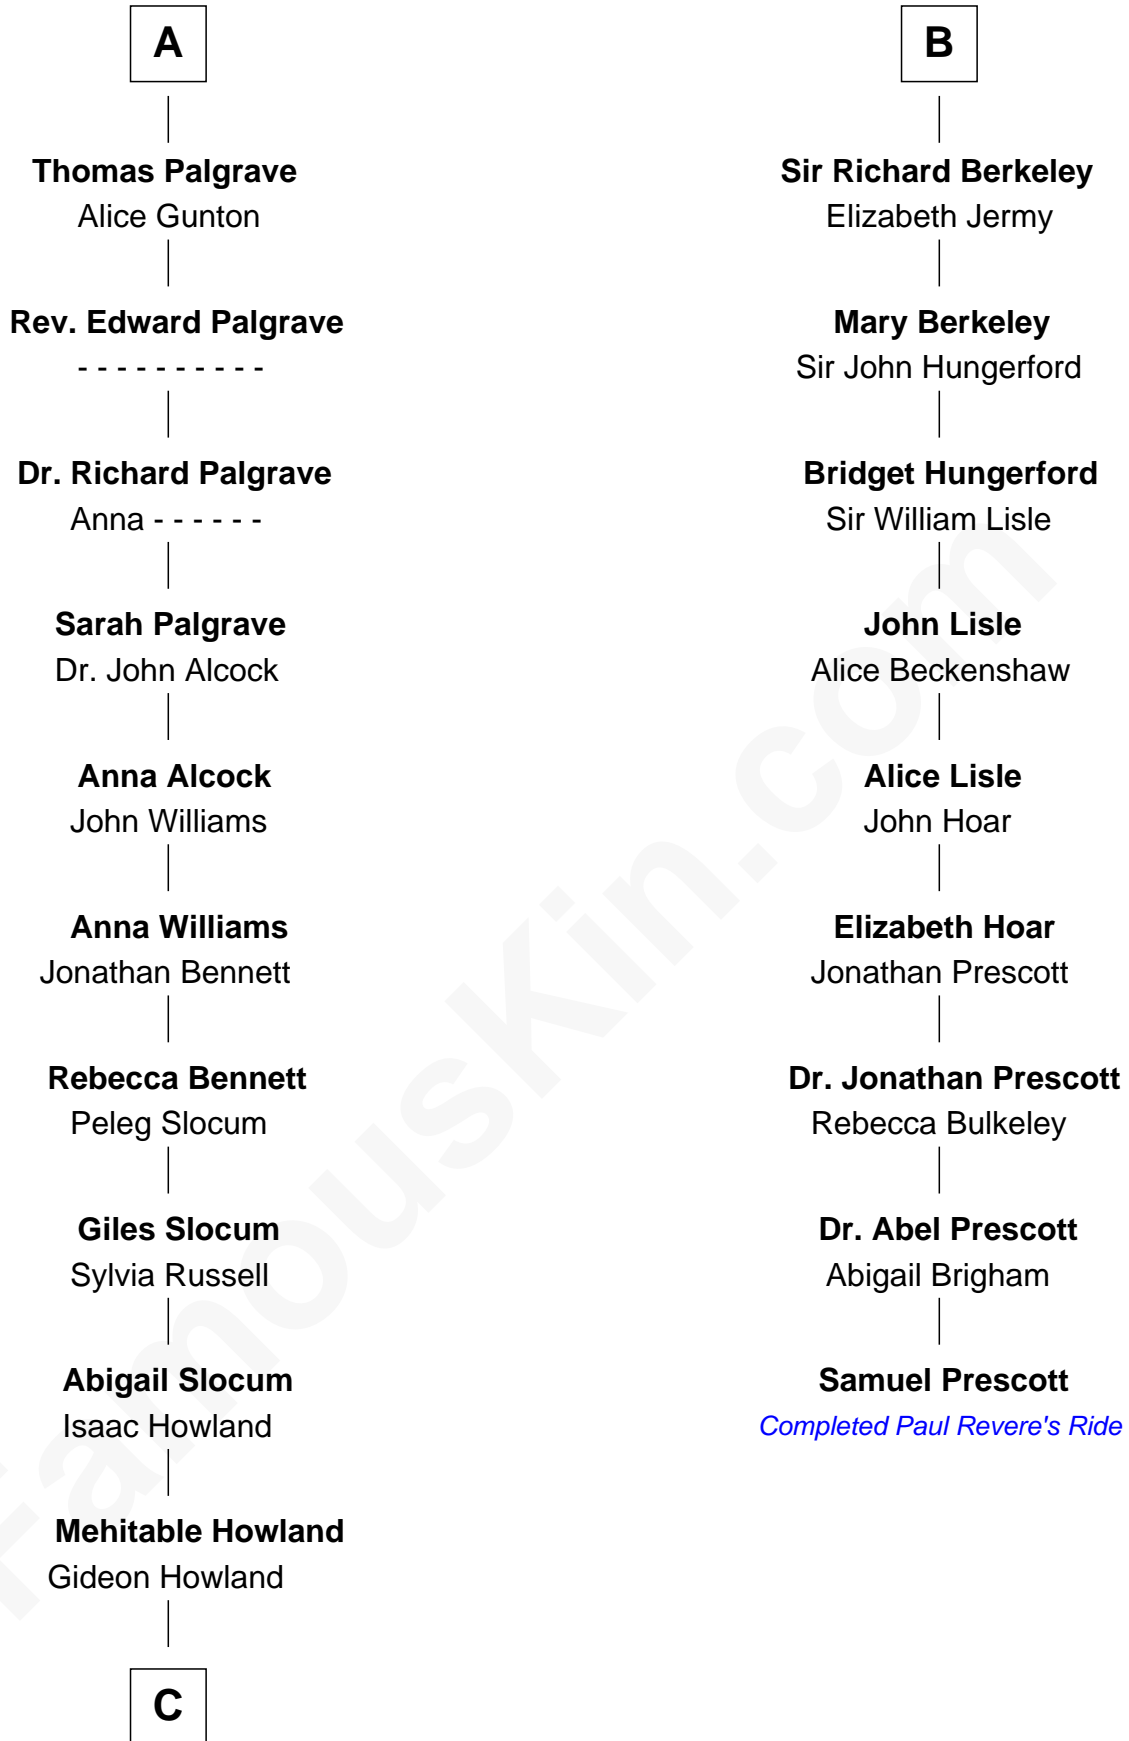 A
Thomas Palgrave
Alice Gunton
Rev. Edward Palgrave
- - - - - - - - - -
Dr. Richard Palgrave
Anna - - - - - -
Sarah Palgrave
Dr. John Alcock
Anna Alcock
John Williams
Anna Williams
Jonathan Bennett
Rebecca Bennett
Peleg Slocum
Giles Slocum
Sylvia Russell
Abigail Slocum
Isaac Howland
Mehitable Howland
Gideon Howland
C
B
Sir Richard Berkeley
Elizabeth Jermy
Mary Berkeley
Sir John Hungerford
Bridget Hungerford
Sir William Lisle
John Lisle
Alice Beckenshaw
Alice Lisle
John Hoar
Elizabeth Hoar
Jonathan Prescott
Dr. Jonathan Prescott
Rebecca Bulkeley
Dr. Abel Prescott
Abigail Brigham
Samuel Prescott
Completed Paul Revere's Ride
FamousKin.com